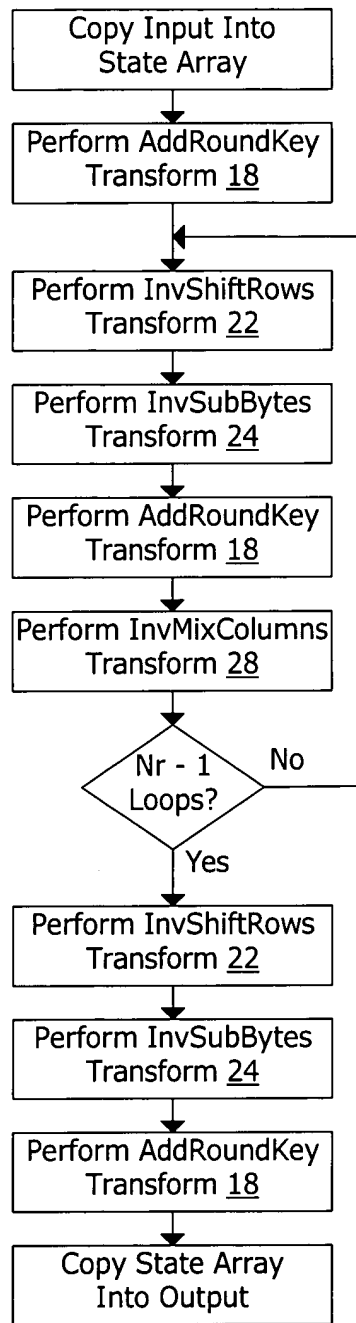 Copy Input Into
State Array
Perform AddRoundKey
Transform 18
Perform InvShiftRows
Transform 22
Perform InvSubBytes
Transform 24
Perform AddRoundKey
Transform 18
Perform InvMixColumns
Transform 28
Nr - 1
Loops?
No
Yes
Perform InvShiftRows
Transform 22
Perform InvSubBytes
Transform 24
Perform AddRoundKey
Transform 18
Copy State Array
Into Output